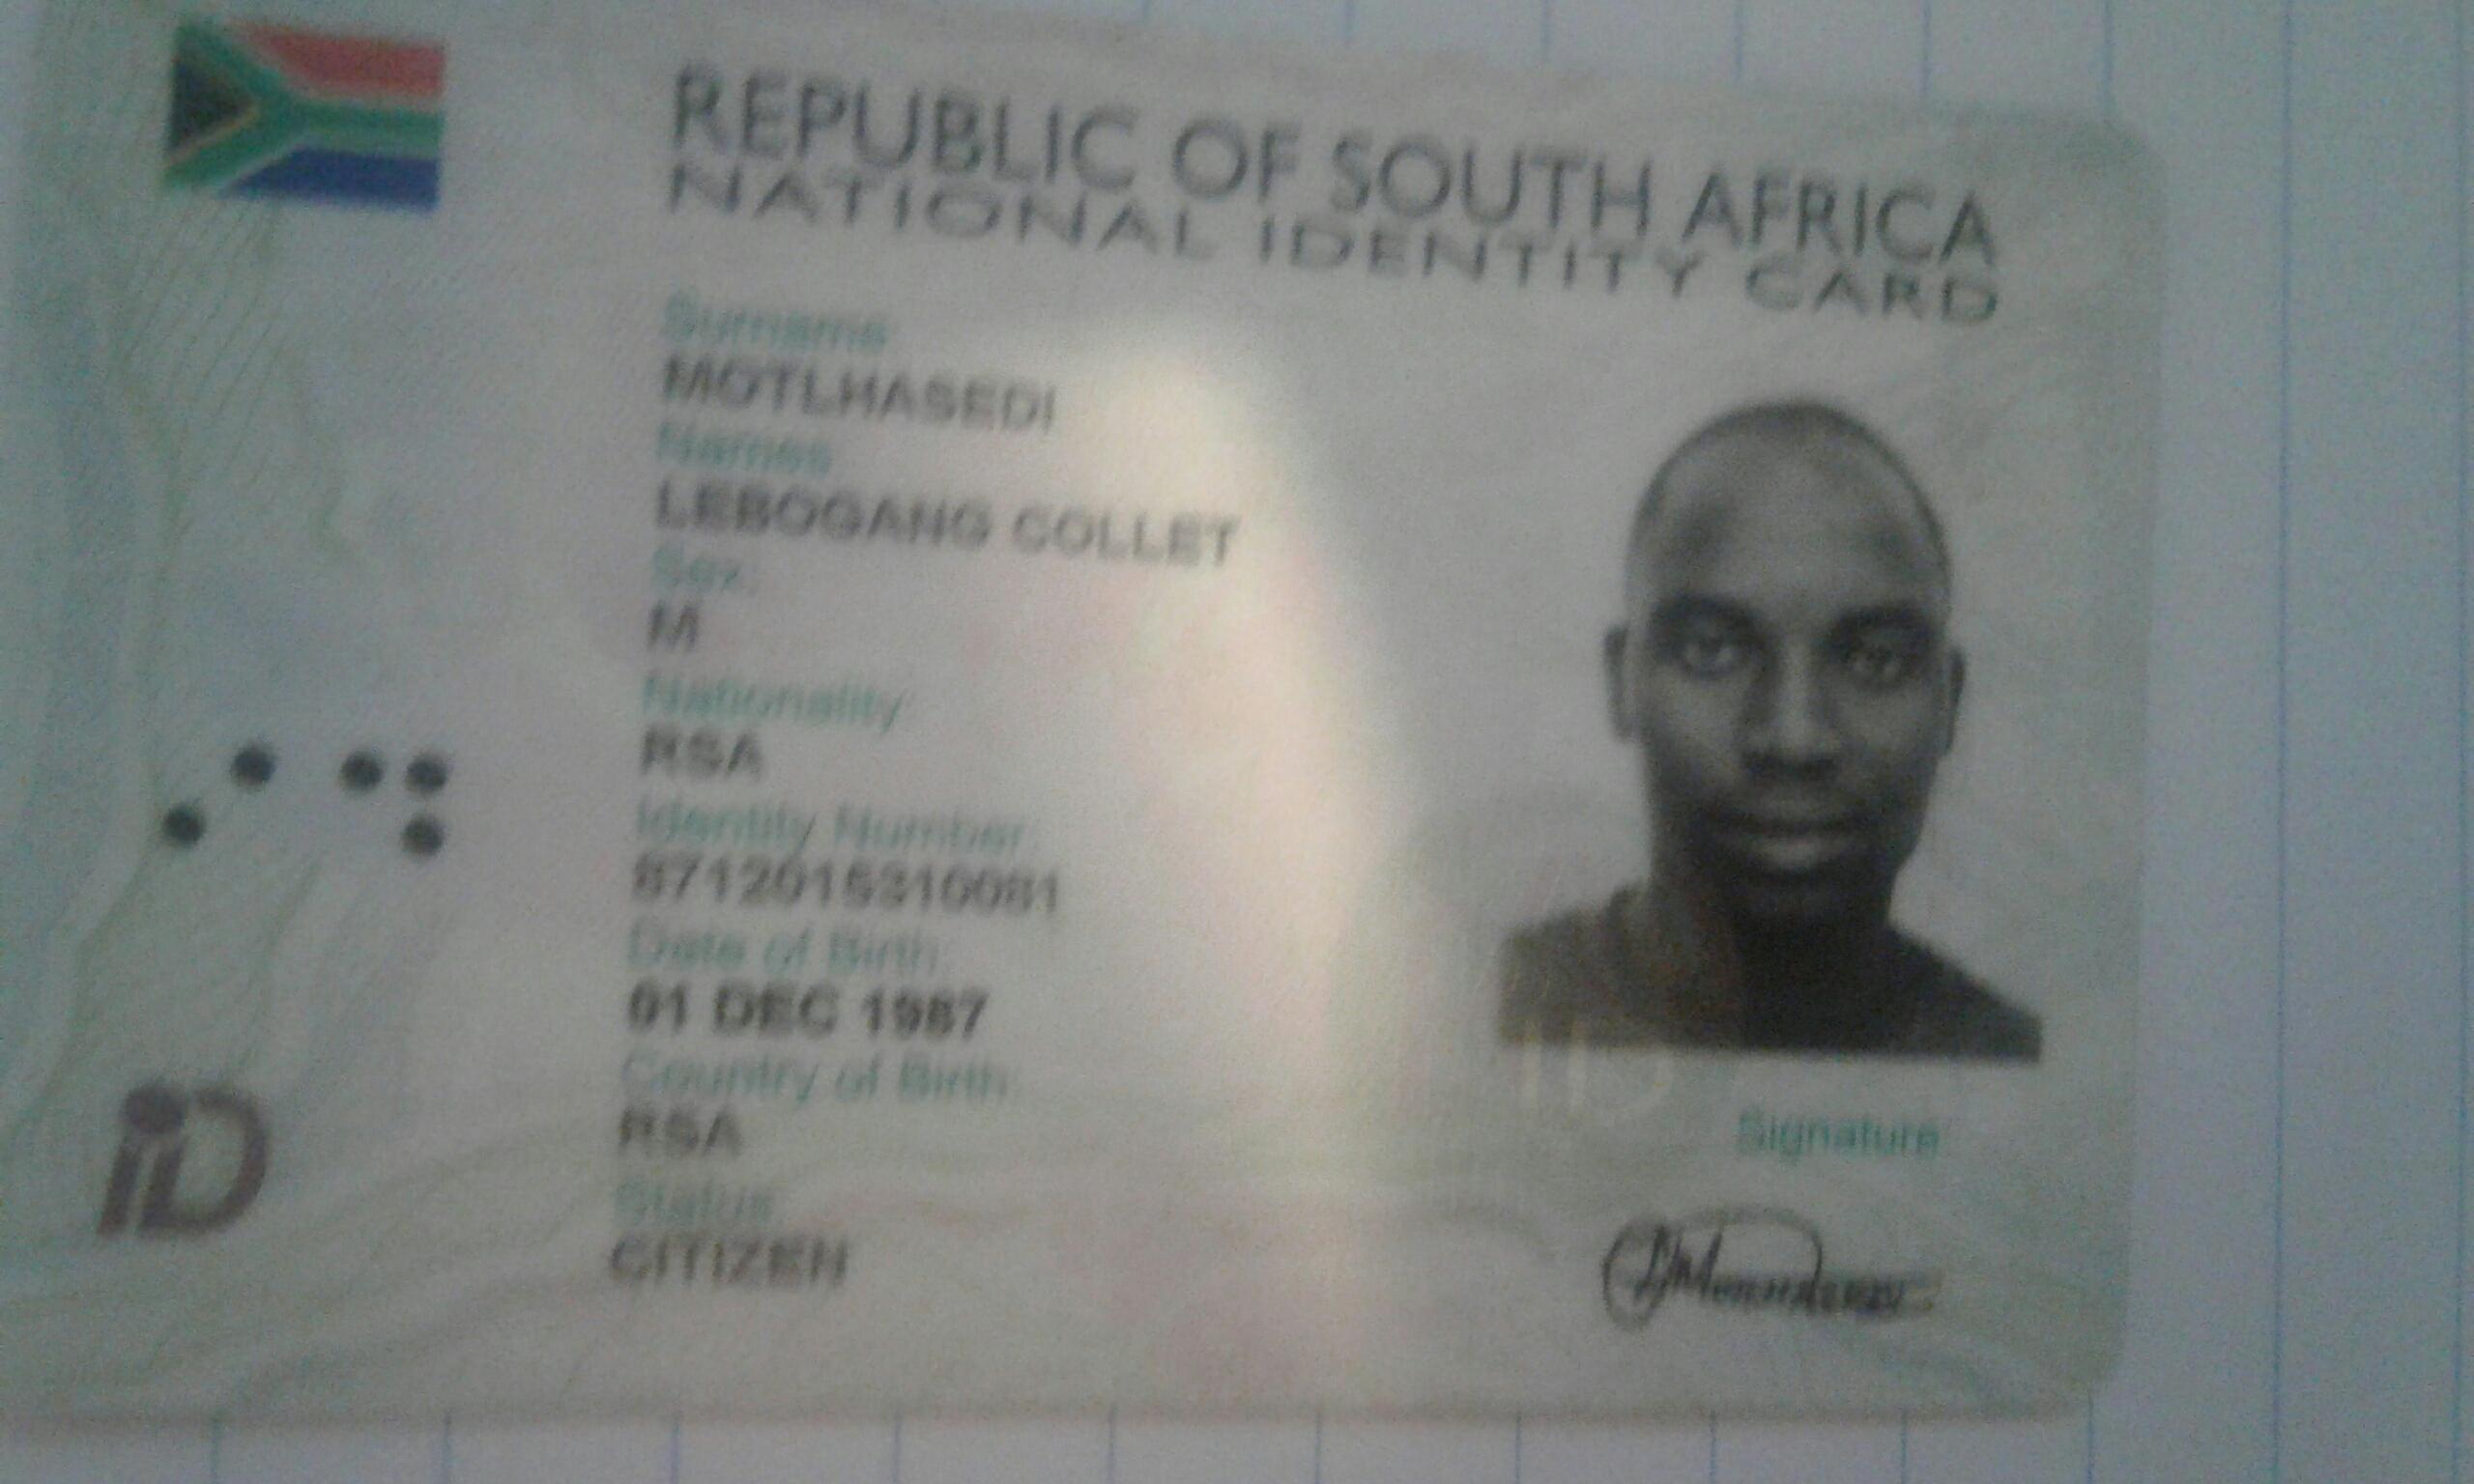 REPUBLIC OF SOUTH AFRICA
NATIONAL IDENTITY CARD
Surname
MOTLHASEDI
Names
LEBOGANG COLLET
Sex:
M
Nationality
RSA
Identity Number:
8712015310081
Date of Birth:
01 DEC 1987
Country of Birth:
RSA
Status:
CITIZEN
iD
Signature